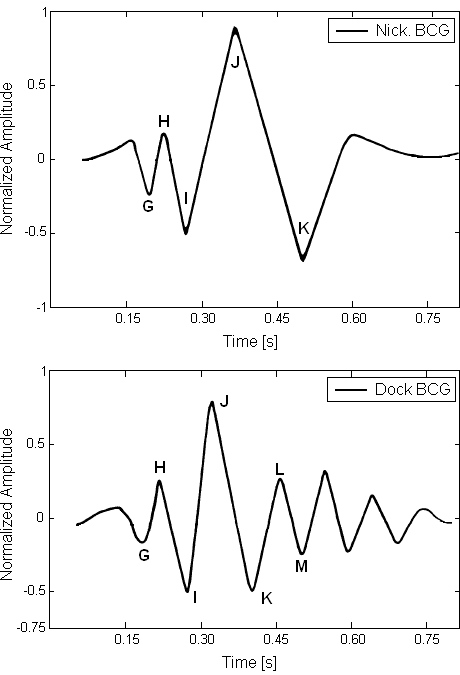 1
Nick. BCG
0.5
J
H
Normalized Amplitude
0
G
I
K
-0.5
-1
0.15 0.30 0.45 0.60 0.75
Time [s]
1
Dock BCG
J
0.5
H
L
Normalized Amplitude
0
G
M
-0.5
I
K
-0.75
0.15 0.30 0.45 0.60 0.75
Time [s]